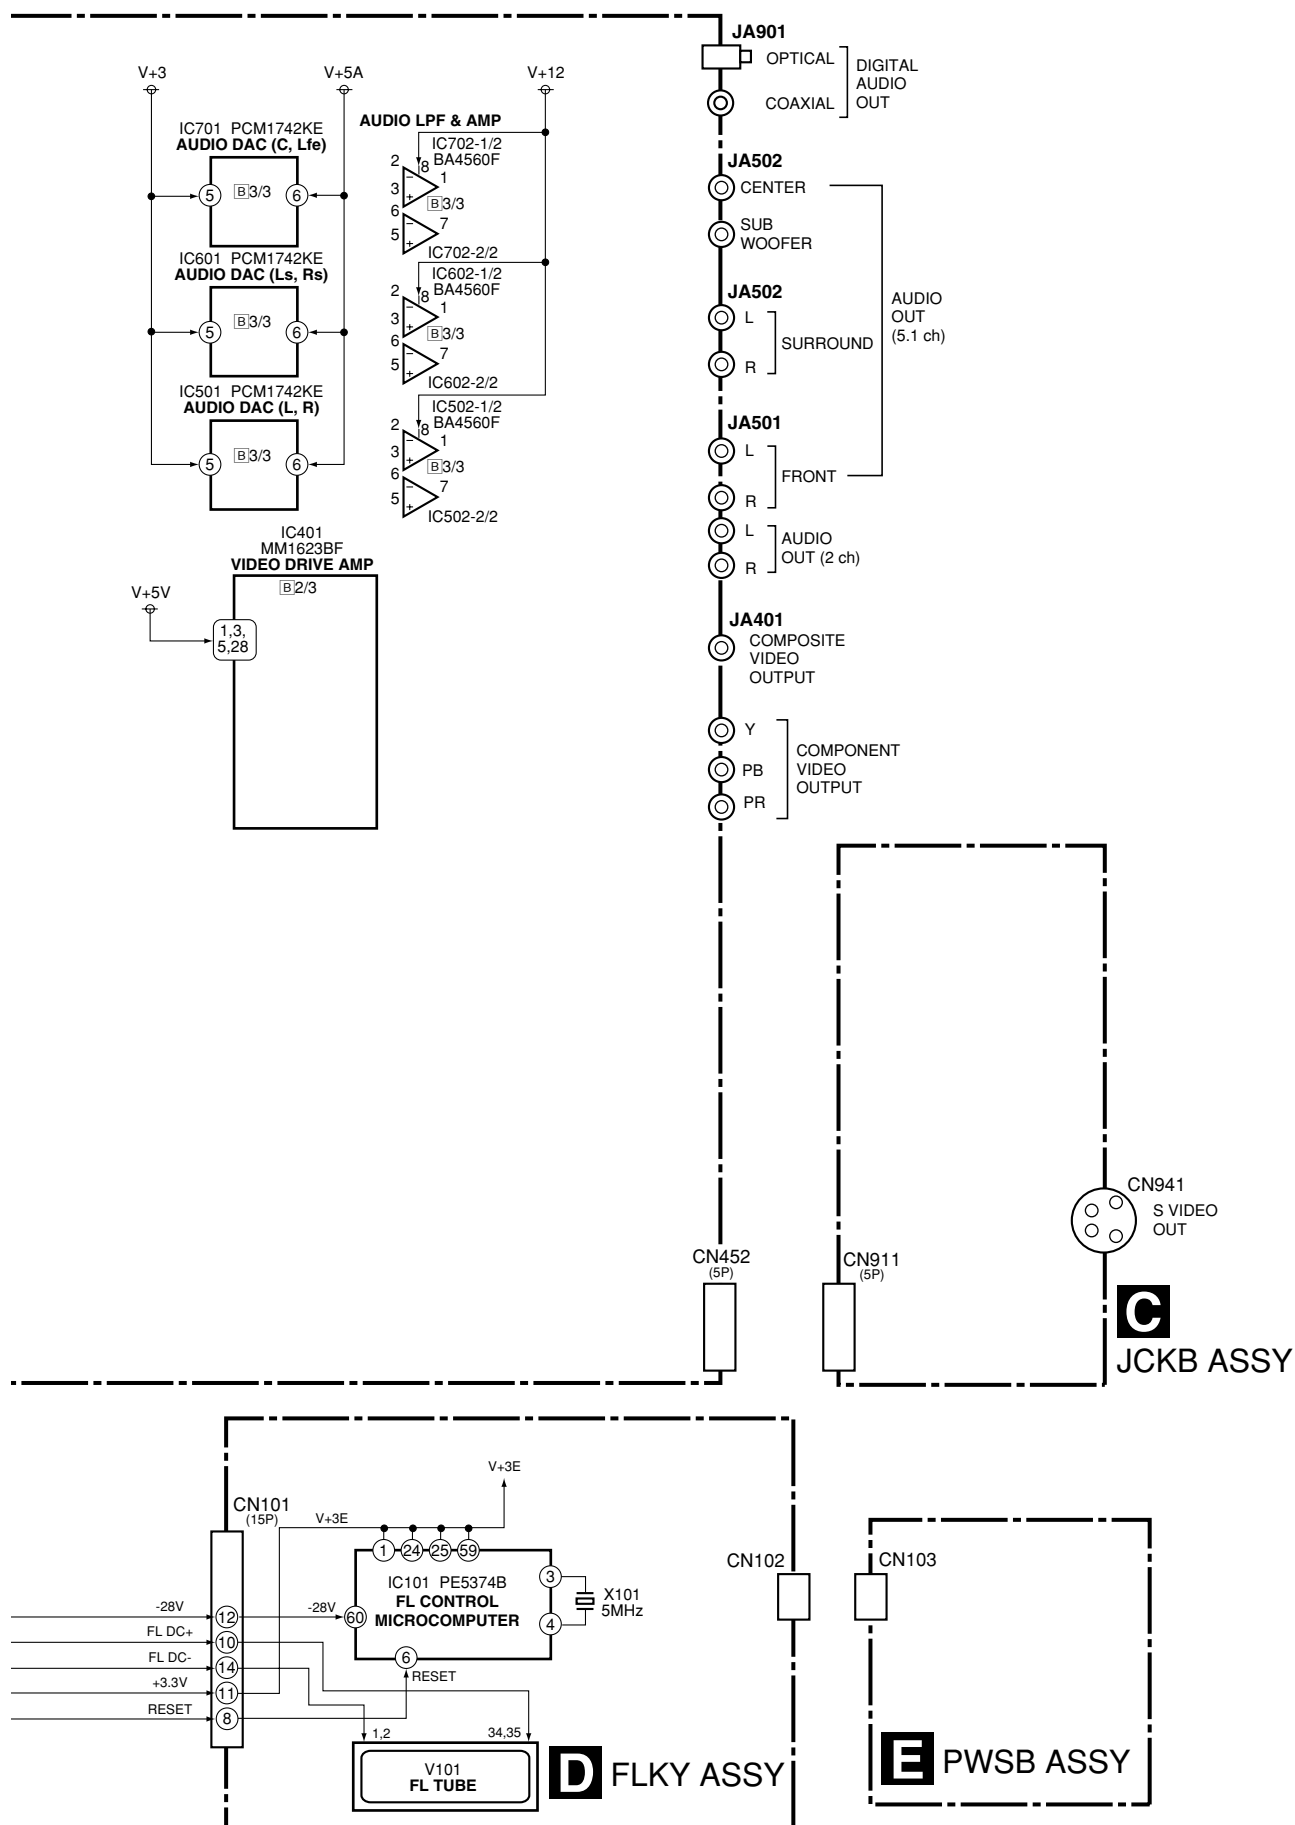 JA901
OPTICAL
DIGITAL
AUDIO
OUT
COAXIAL
V+3
V+5A
V+12
AUDIO LPF & AMP
IC701 PCM1742KE
AUDIO DAC (C, Lfe)
5
B 3/3
6
IC702-1/2
BA4560F
2
8
1
3
−
+
B 3/3
6
7
5
−
+
IC702-2/2
JA502
CENTER
SUB
WOOFER
IC601 PCM1742KE
AUDIO DAC (Ls, Rs)
5
B 3/3
6
IC602-1/2
BA4560F
2
8
1
3
−
+
B 3/3
6
7
5
−
+
IC602-2/2
JA502
L
R
SURROUND
AUDIO
OUT
(5.1 ch)
IC501 PCM1742KE
AUDIO DAC (L, R)
5
B 3/3
6
IC502-1/2
BA4560F
2
8
1
3
−
+
B 3/3
6
7
5
−
+
IC502-2/2
JA501
L
R
FRONT
L
R
AUDIO
OUT (2 ch)
IC401
MM1623BF
VIDEO DRIVE AMP
B 2/3
V+5V
1,3,
5,28
JA401
COMPOSITE
VIDEO
OUTPUT
Y
PB
PR
COMPONENT
VIDEO
OUTPUT
CN941
S VIDEO
OUT
CN452
(5P)
CN911
(5P)
C
JCKB ASSY
V+3E
CN101
(15P)
V+3E
1
24
25
59
IC101 PE5374B
FL CONTROL
MICROCOMPUTER
3
4
X101
5MHz
CN102
CN103
-28V
12
-28V
60
FL DC+
10
FL DC-
14
6
RESET
+3.3V
11
RESET
8
1,2
34,35
V101
FL TUBE
D
FLKY ASSY
E
PWSB ASSY